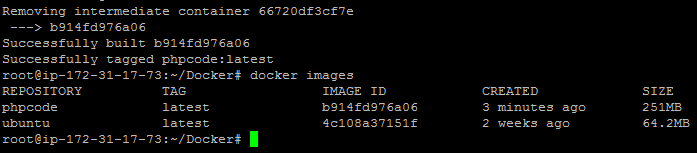 Removing intermediate container 66720df3cf7e
---> b914fd976a06
Successfully built b914fd976a06
Successfully tagged phpcode:latest
root@ip-172-31-17-73:~/Docker# docker images
REPOSITORY TAG IMAGE ID CREATED SIZE
phpcode latest b914fd976a06 3 minutes ago 251MB
ubuntu latest 4c108a37151f 2 weeks ago 64.2MB
root@ip-172-31-17-73:~/Docker#